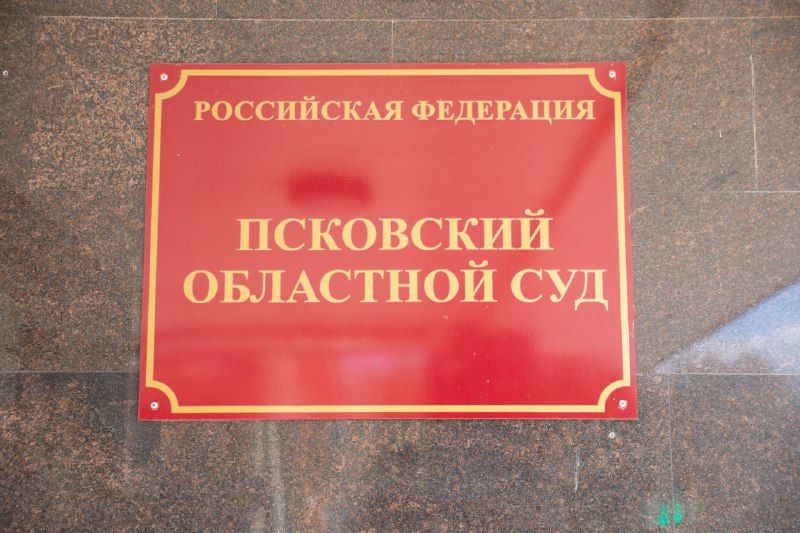 РОССИЙСКАЯ ФЕДЕРАЦИЯ
ПСКОВСКИЙ
ОБЛАСТНОЙ СУД